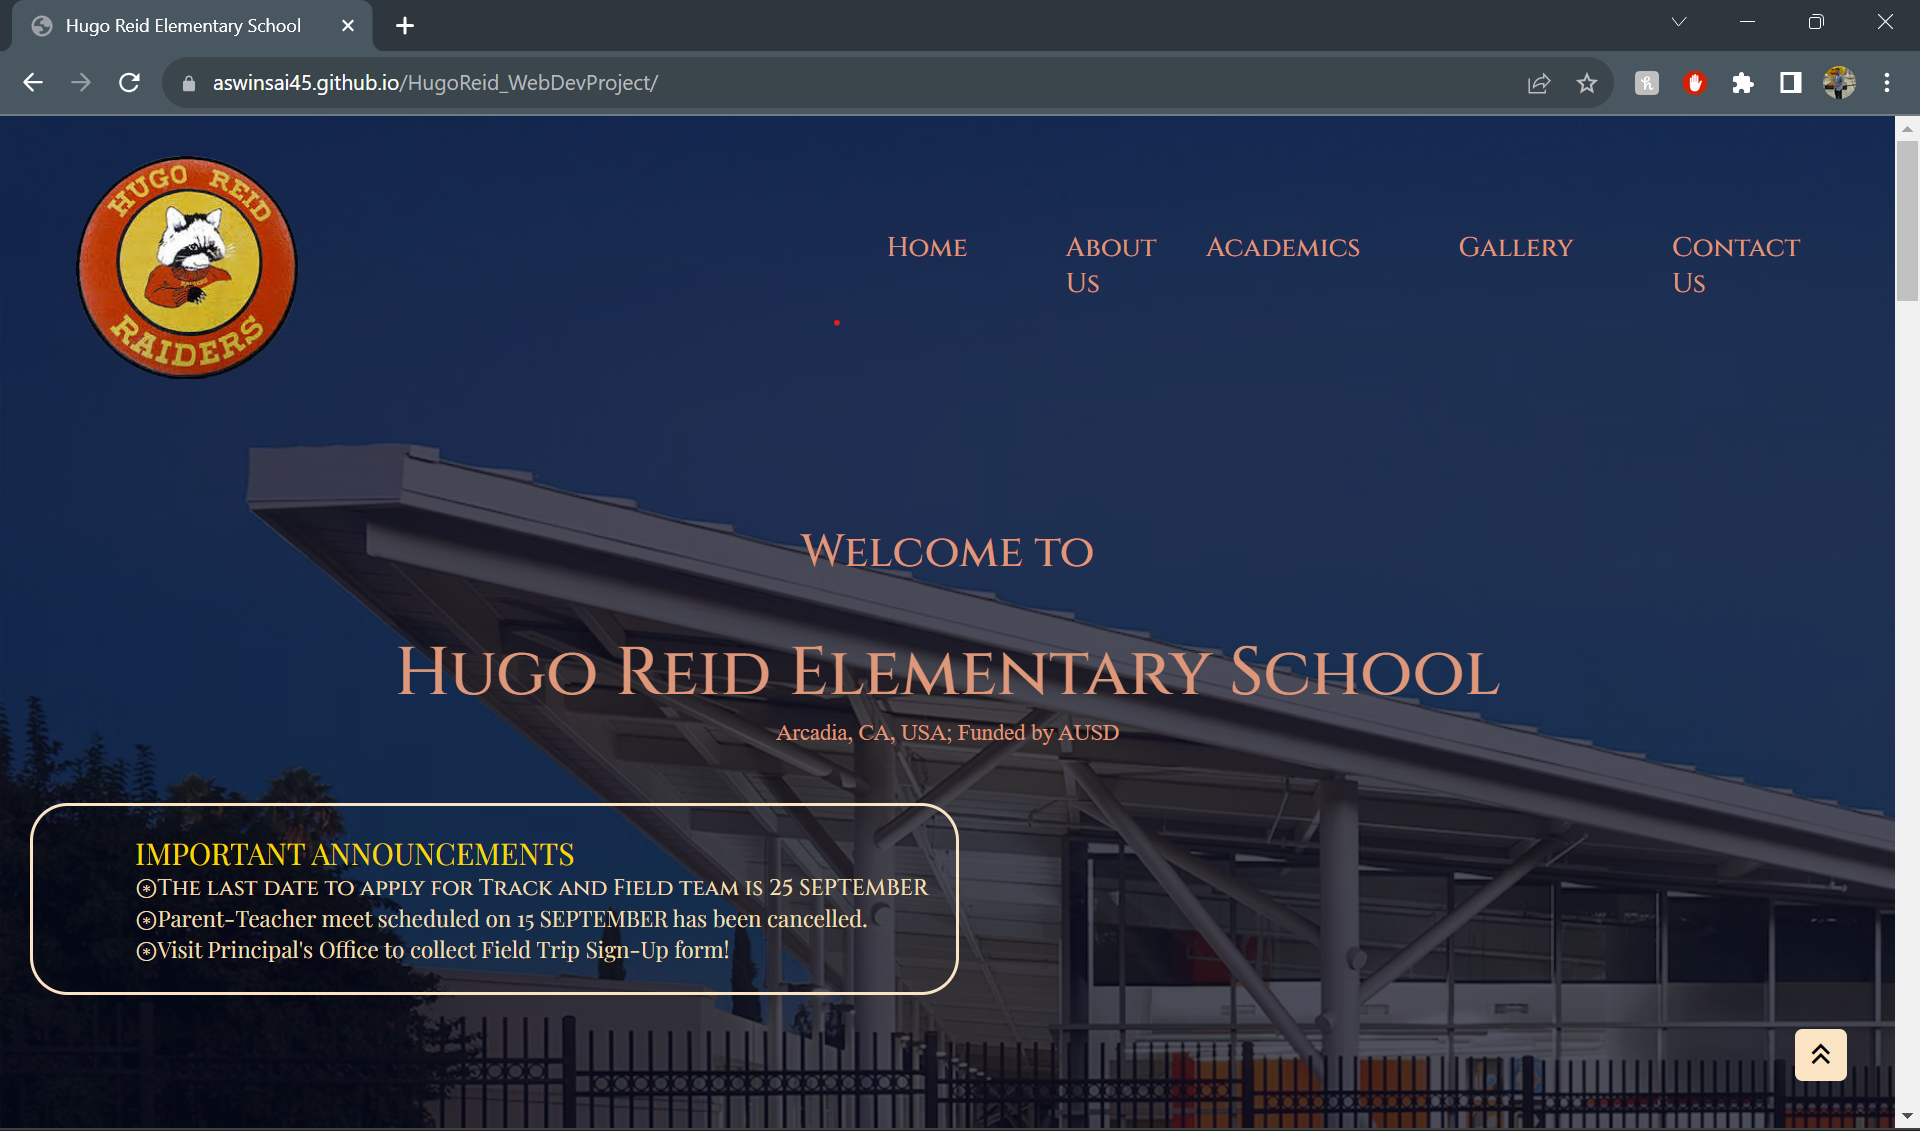 Hugo Reid Elementary School
aswinsai45.github.io/HugoReid_WebDevProject/
HUGO REID
RAIDERS
RAIDERS
Home
About
Us
Academics
Gallery
Contact
Us
Welcome to
Hugo Reid Elementary School
Arcadia, CA, USA; Funded by AUSD
IMPORTANT ANNOUNCEMENTS
⊛The last date to apply for Track and Field team is 25 SEPTEMBER
⊛Parent-Teacher meet scheduled on 15 SEPTEMBER has been cancelled.
⊛Visit Principal's Office to collect Field Trip Sign-Up form!